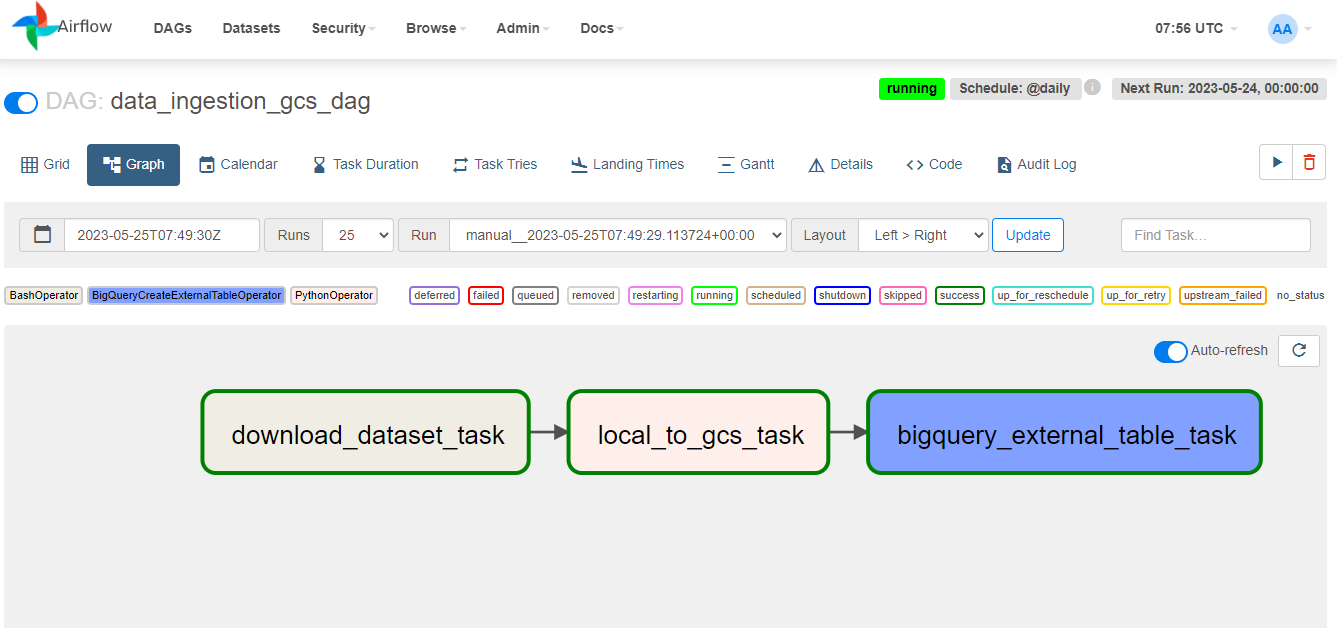 Airflow DAGs Datasets Security Browse Admin Docs 07:56 UTC AA
running Schedule: @daily i Next Run: 2023-05-24, 00:00:00
DAG: data_ingestion_gcs_dag
Grid Graph Calendar Task Duration Task Tries Landing Times Gantt Details Code Audit Log
2023-05-25T07:49:30Z Runs 25 Run manual__2023-05-25T07:49:29.113724+00:00 Layout Left > Right Update Find Task...
BashOperator BigQueryCreateExternalTableOperator PythonOperator deferred failed queued removed restarting running scheduled shutdown skipped success up_for_reschedule up_for_retry upstream_failed no_status
Auto-refresh
download_dataset_task local_to_gcs_task bigquery_external_table_task